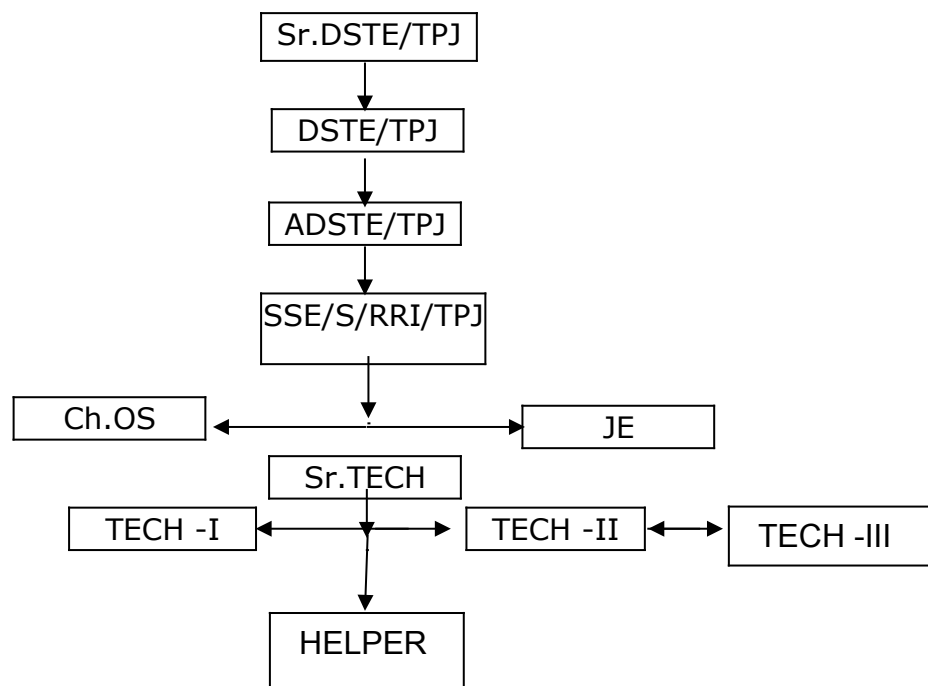 Sr.DSTE/TPJ
DSTE/TPJ
ADSTE/TPJ
SSE/S/RRI/TPJ
Ch.OS
JE
Sr.TECH
TECH -I
TECH -II
TECH -III
HELPER